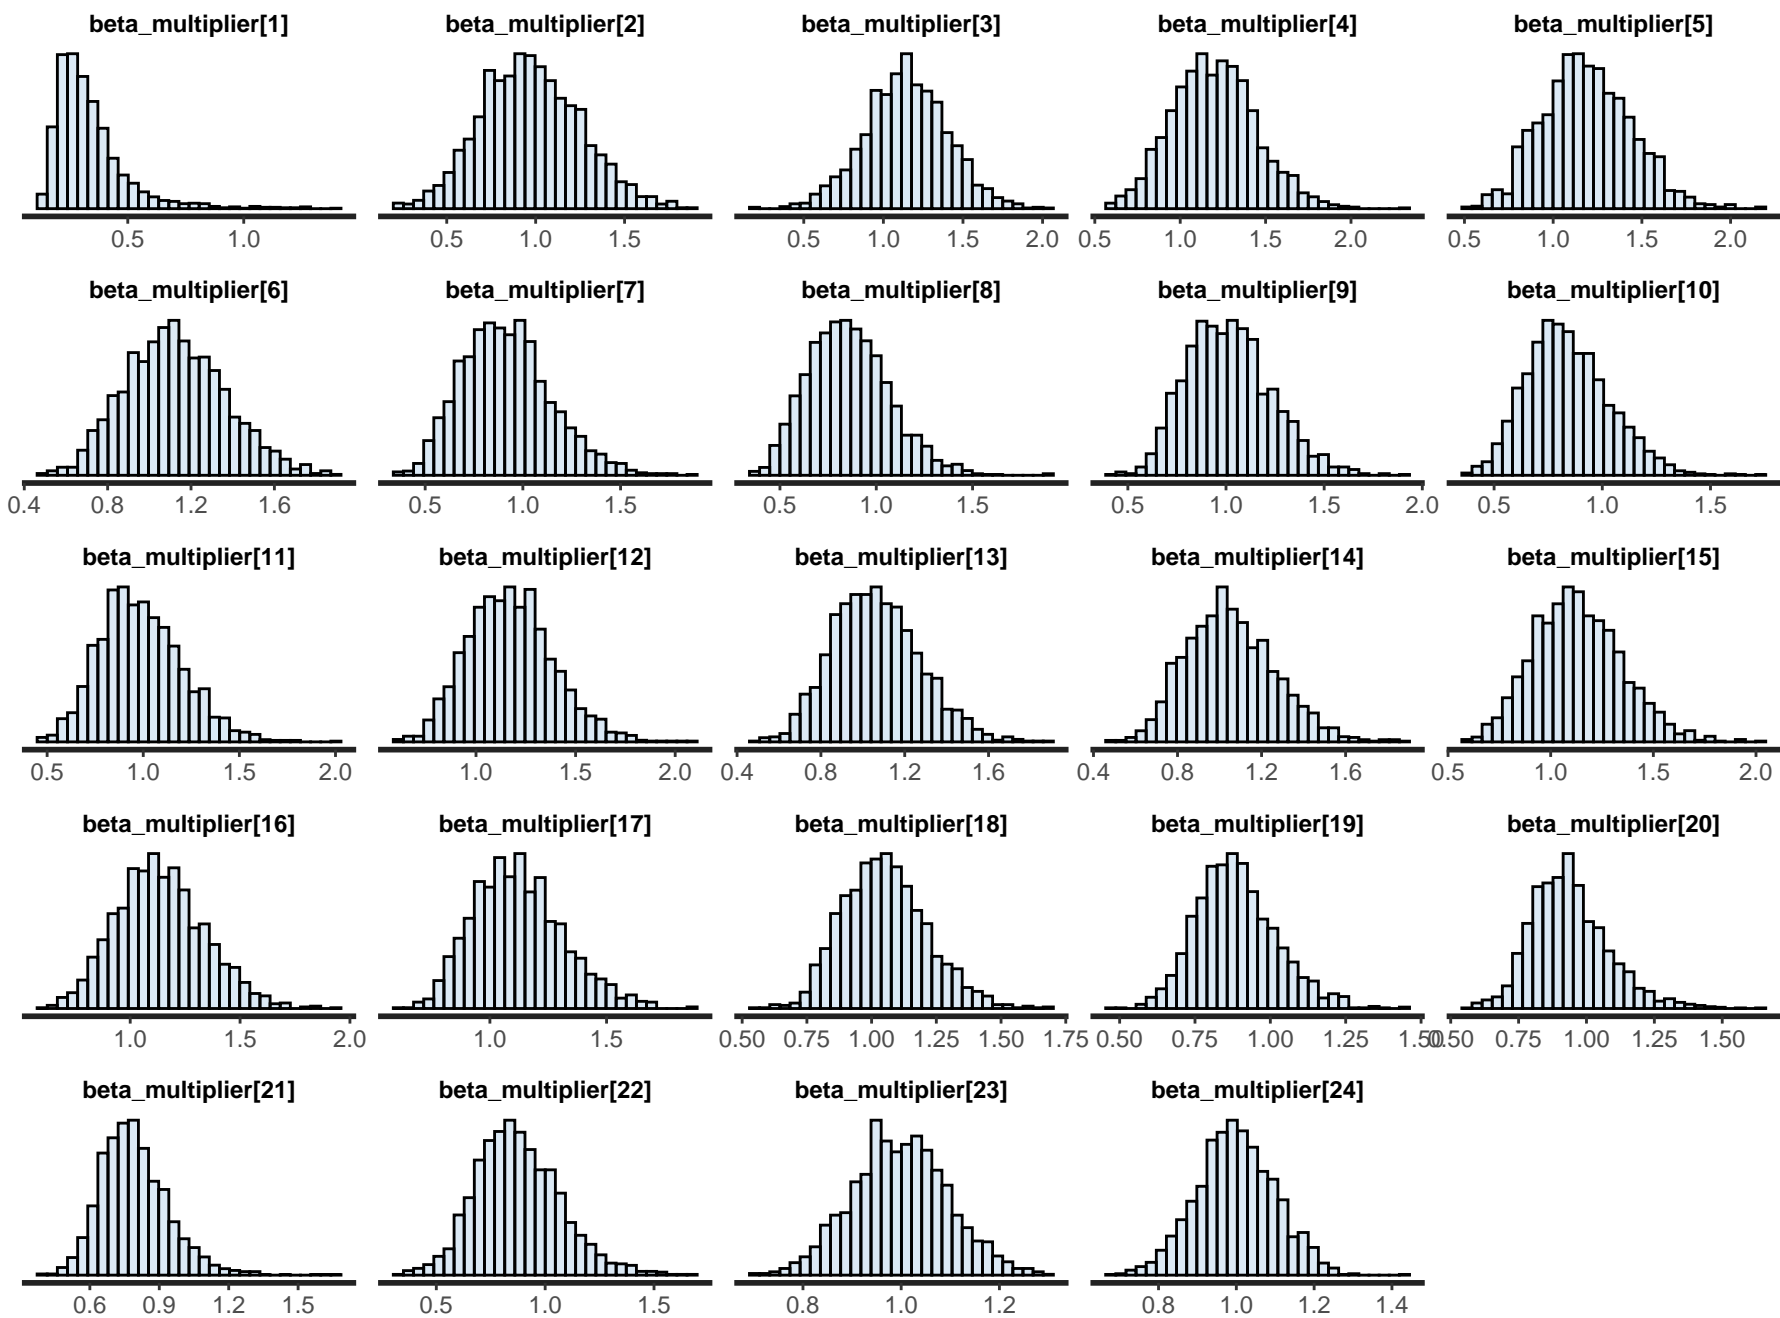 beta_multiplier[1] beta_multiplier[2] beta_multiplier[3] beta_multiplier[4] beta_multiplier[5]
0.5 1.0 0.5 1.0 1.5 0.5 1.0 1.5 2.0 0.5 1.0 1.5 2.0 0.5 1.0 1.5 2.0
beta_multiplier[6] beta_multiplier[7] beta_multiplier[8] beta_multiplier[9] beta_multiplier[10]
0.4 0.8 1.2 1.6 0.5 1.0 1.5 0.5 1.0 1.5 0.5 1.0 1.5 2.0 0.5 1.0 1.5
beta_multiplier[11] beta_multiplier[12] beta_multiplier[13] beta_multiplier[14] beta_multiplier[15]
0.5 1.0 1.5 2.0 1.0 1.5 2.0 0.4 0.8 1.2 1.6 0.4 0.8 1.2 1.6 0.5 1.0 1.5 2.0
beta_multiplier[16] beta_multiplier[17] beta_multiplier[18] beta_multiplier[19] beta_multiplier[20]
1.0 1.5 2.0 1.0 1.5 0.50 0.75 1.00 1.25 1.50 1.75 0.50 0.75 1.00 1.25 1.50 0.50 0.75 1.00 1.25 1.50
beta_multiplier[21] beta_multiplier[22] beta_multiplier[23] beta_multiplier[24]
0.6 0.9 1.2 1.5 0.5 1.0 1.5 0.8 1.0 1.2 0.8 1.0 1.2 1.4